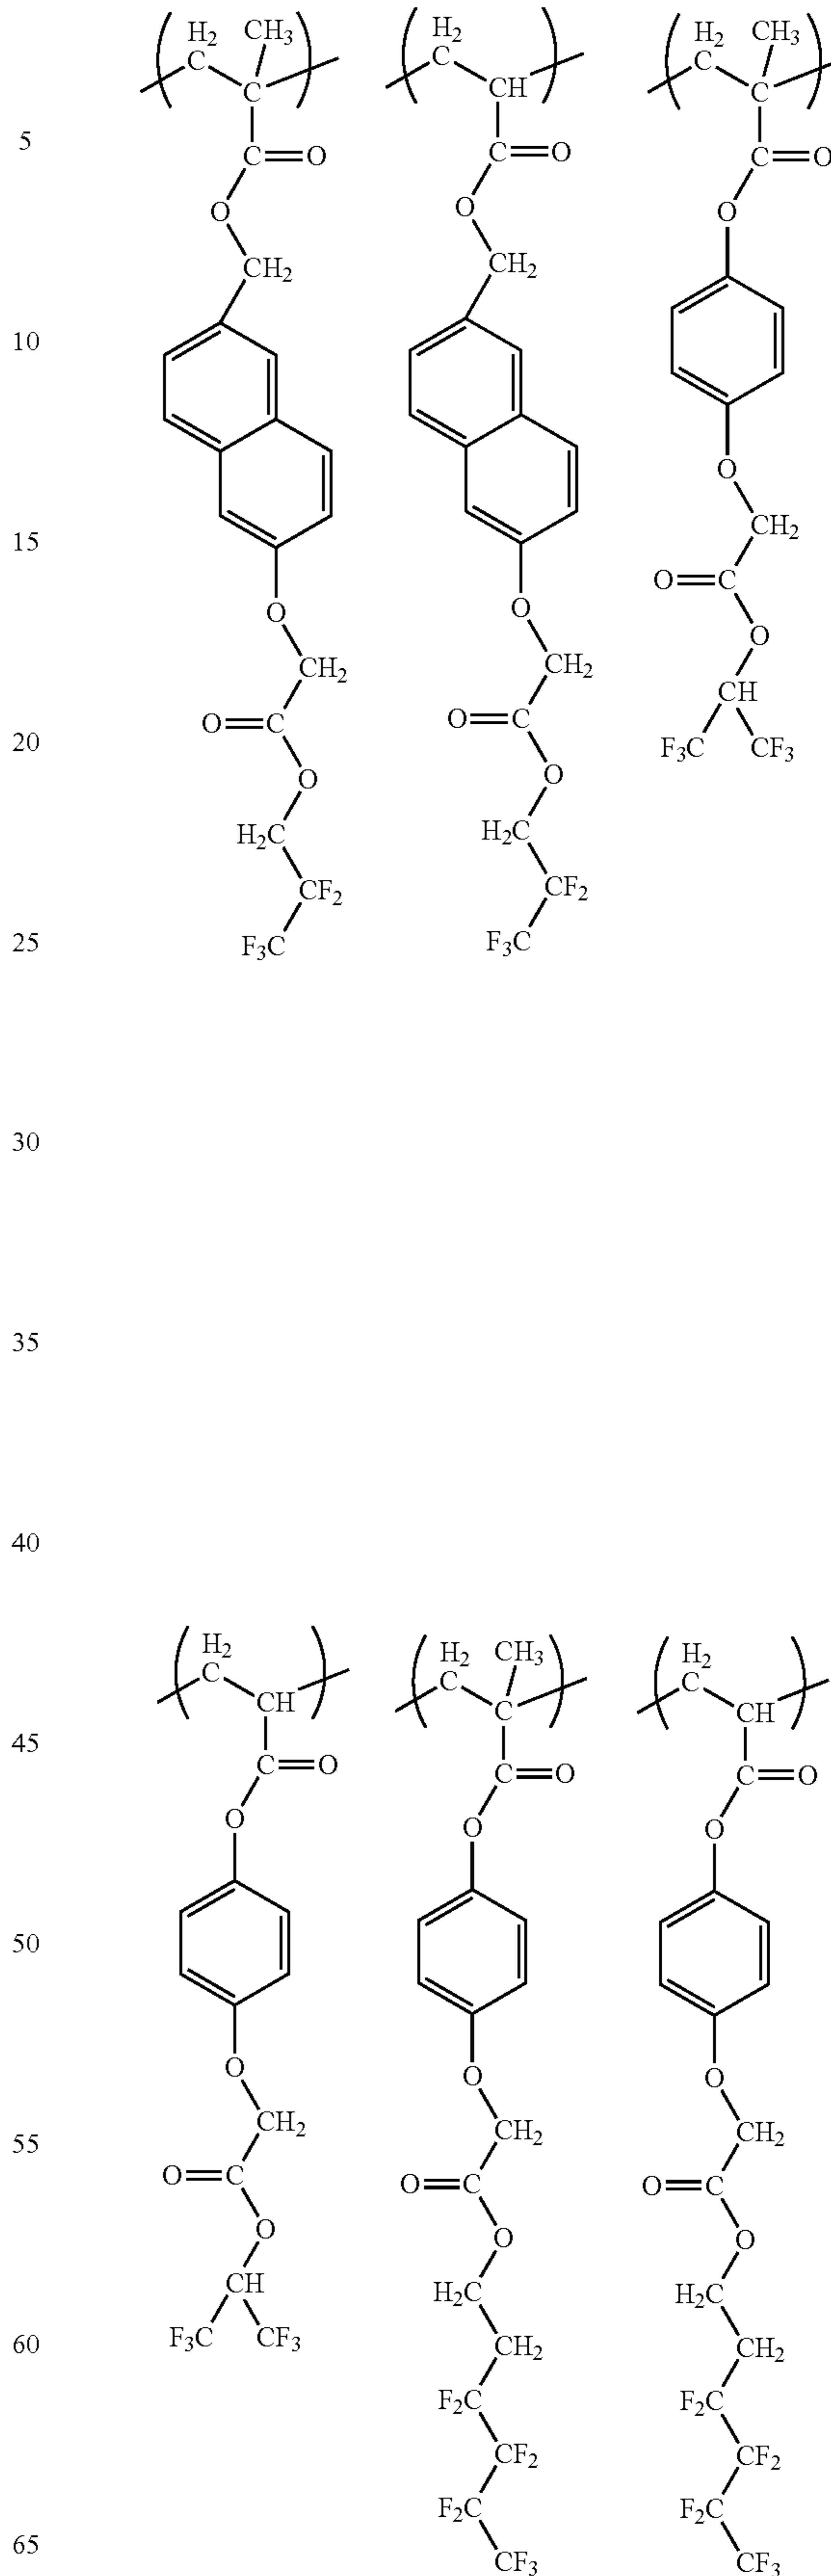 H2 CH3 H2 H2 CH3
C C C CH C C
5
C=O C=O C=O
O O O
CH2 CH2
10
O
15 CH2
O=C
O O O
CH2 CH2 CH
20 O=C O=C F3C CF3
O O
H2C H2C
CF2 CF2
25 F3C F3C
30
35
40
H2 H2 CH3 H2
C CH C C C CH
45
C=O C=O C=O
O O O
50
O O O
55 CH2 CH2 CH2
O=C O=C O=C
O O O
CH H2C H2C
60 F3C CF3 CH2 CH2
F2C F2C
CF2 CF2
F2C F2C
65 CF3 CF3